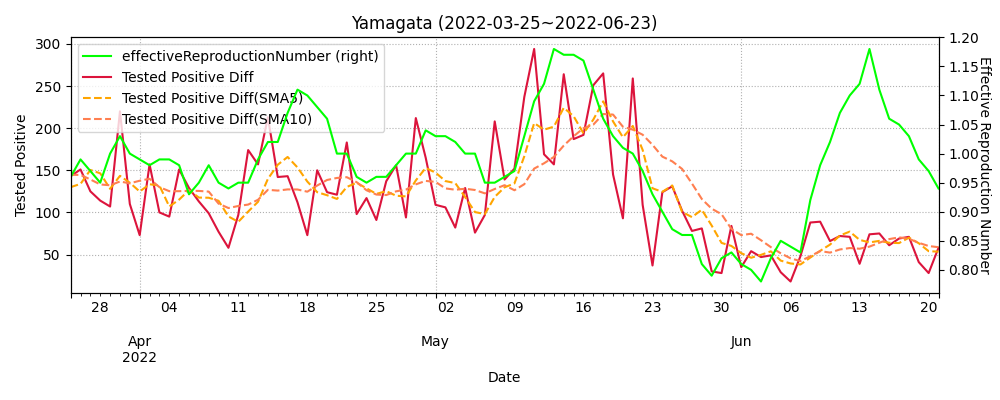 Yamagata (2022-03-25~2022-06-23)
effectiveReproductionNumber (right)
Tested Positive Diff
Tested Positive Diff(SMA5)
Tested Positive Diff(SMA10)
Tested Positive
300
250
200
150
100
50
Effective Reproduction Number
1.20
1.15
1.10
1.05
1.00
0.95
0.90
0.85
0.80
28 04 11 18 25 02 09 16 23 30 06 13 20
Apr May Jun
2022
Date